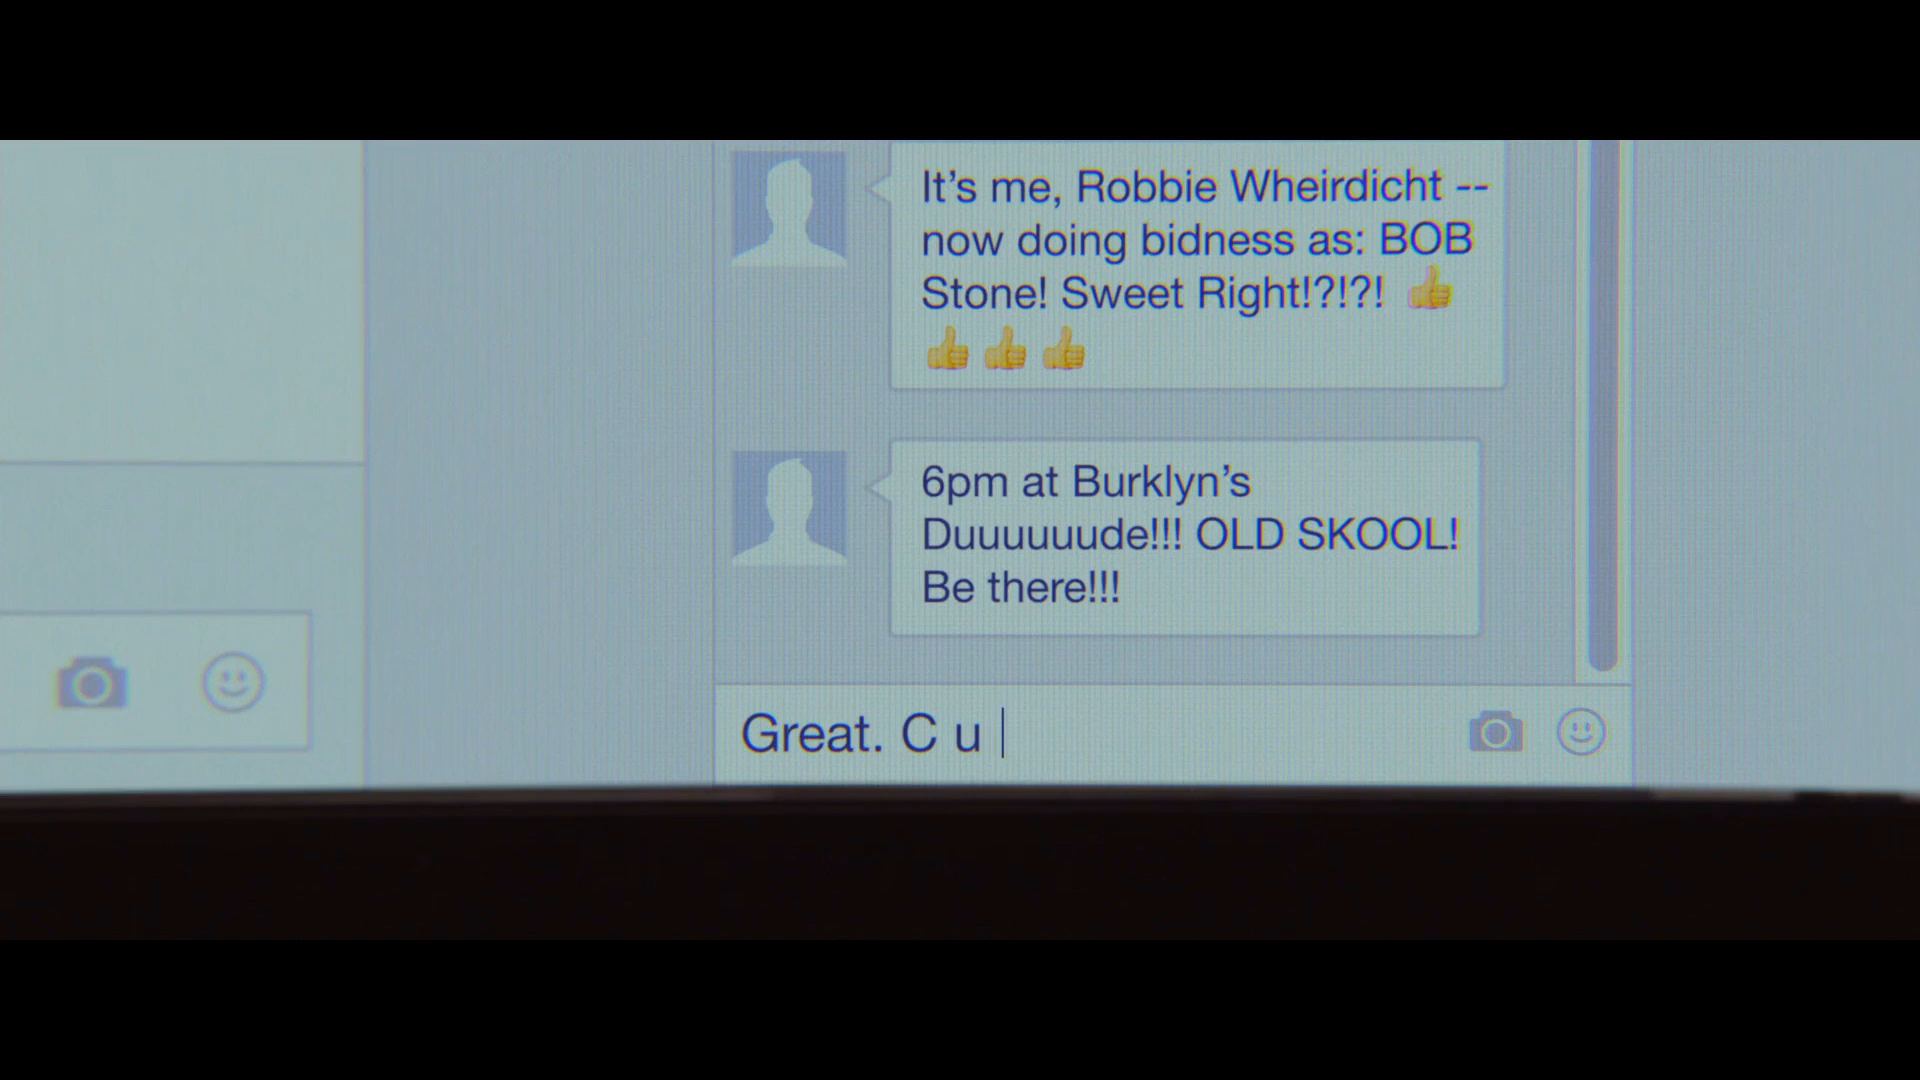 It’s me, Robbie Wheirdicht --
now doing bidness as: BOB
Stone! Sweet Right!?!?! 👍
👍👍👍
6pm at Burklyn’s
Duuuuuude!!! OLD SKOOL!
Be there!!!
Great. C u